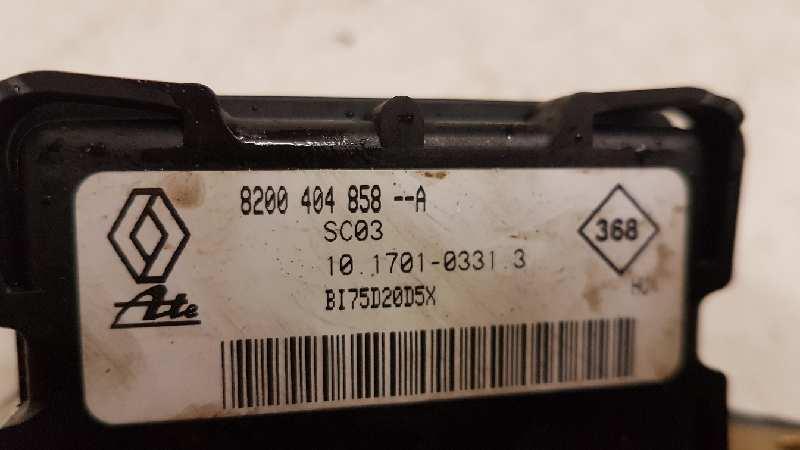 8200 404 858 --A
SC03
368
10.1701-0331.3
Ate
BI75D20D5X